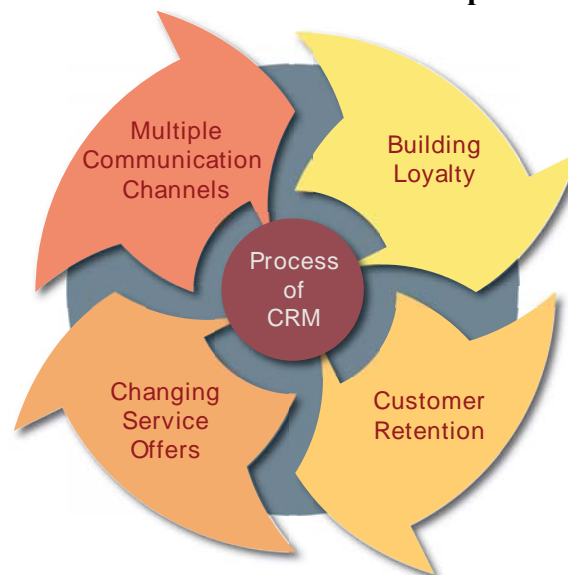 Multiple
Communication
Channels
Building
Loyalty
Process
of
CRM
Changing
Service
Offers
Customer
Retention